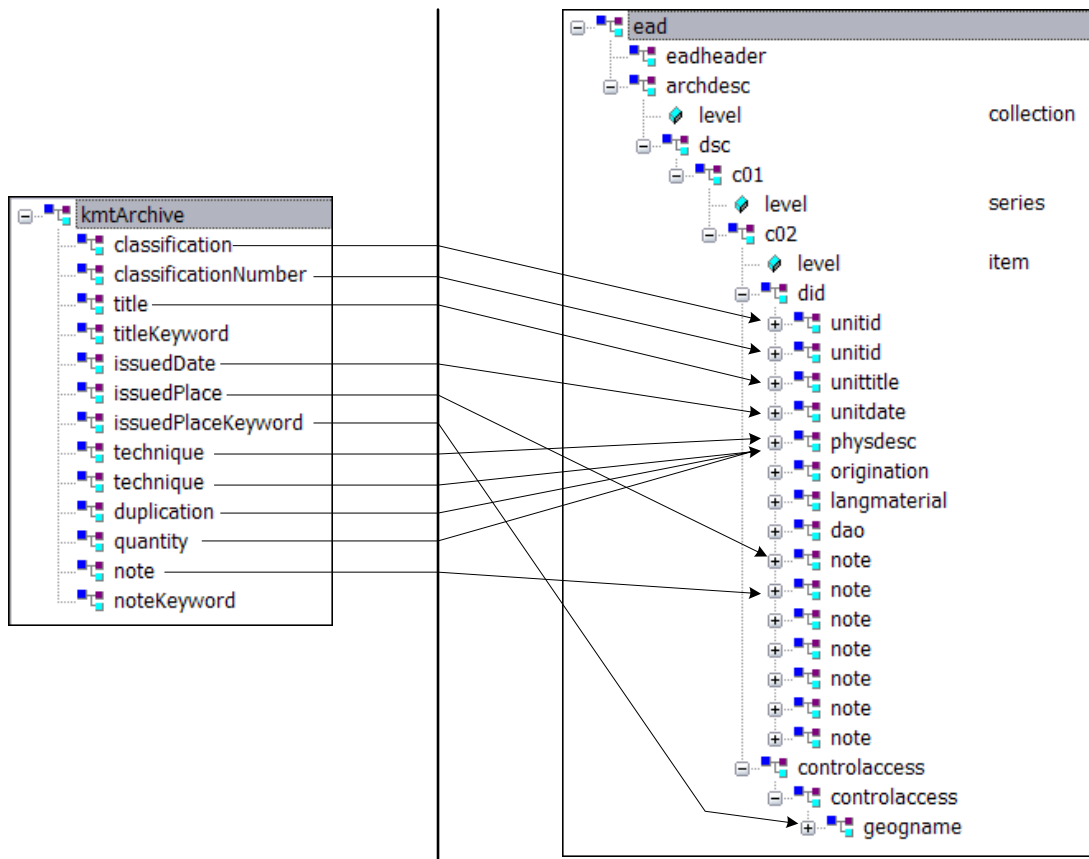 kmtArchive
classification
classificationNumber
title
titleKeyword
issuedDate
issuedPlace
issuedPlaceKeyword
technique
technique
duplication
quantity
note
noteKeyword
ead
eadheader
archdesc
level collection
dsc
c01
level series
c02
level item
did
unitid
unitid
unittitle
unitdate
physdesc
origination
langmaterial
dao
note
note
note
note
note
note
note
controlaccess
controlaccess
geogname